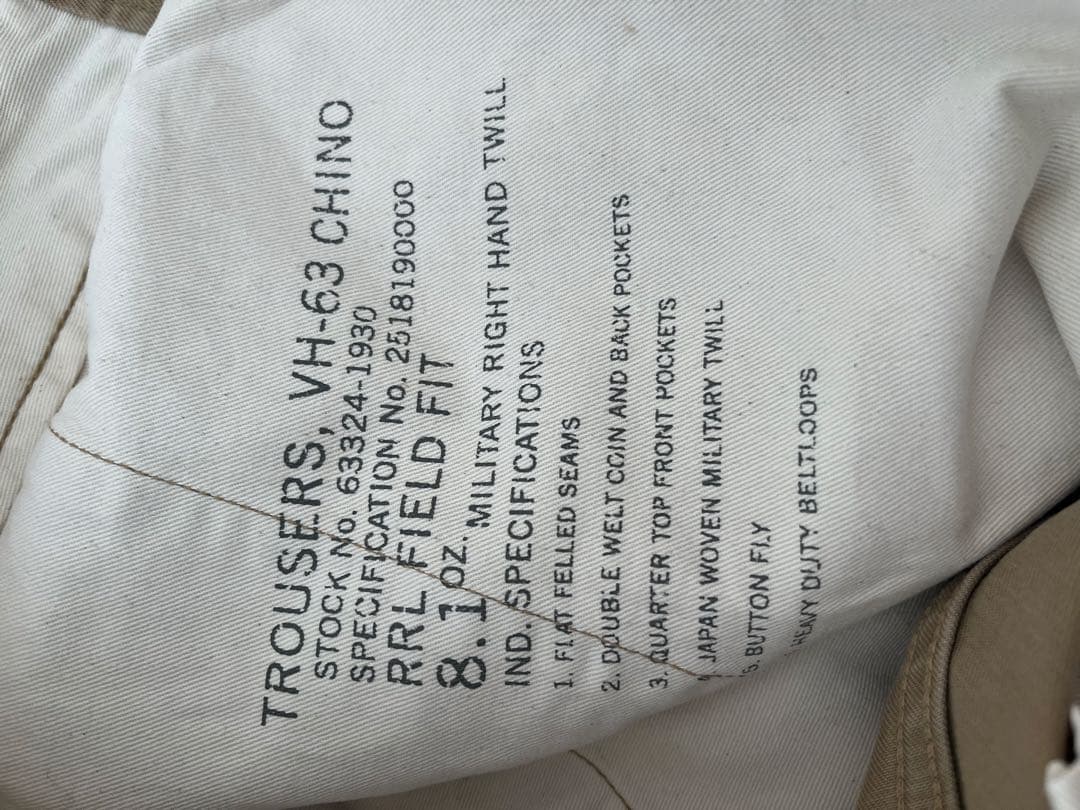 TROUSERS, VH-63 CHINO
STOCK No. 63324-1930
SPECIFICATION No. 2518190000
RRL FIELD FIT
8.1 OZ. MILITARY RIGHT HAND TWILL
IND. SPECIFICATIONS
1. FLAT FELLED SEAMS
2. DOUBLE WELT COIN AND BACK POCKETS
3. QUARTER TOP FRONT POCKETS
JAPAN WOVEN MILITARY TWILL
5. BUTTON FLY
HEAVY DUTY BELTLOOPS